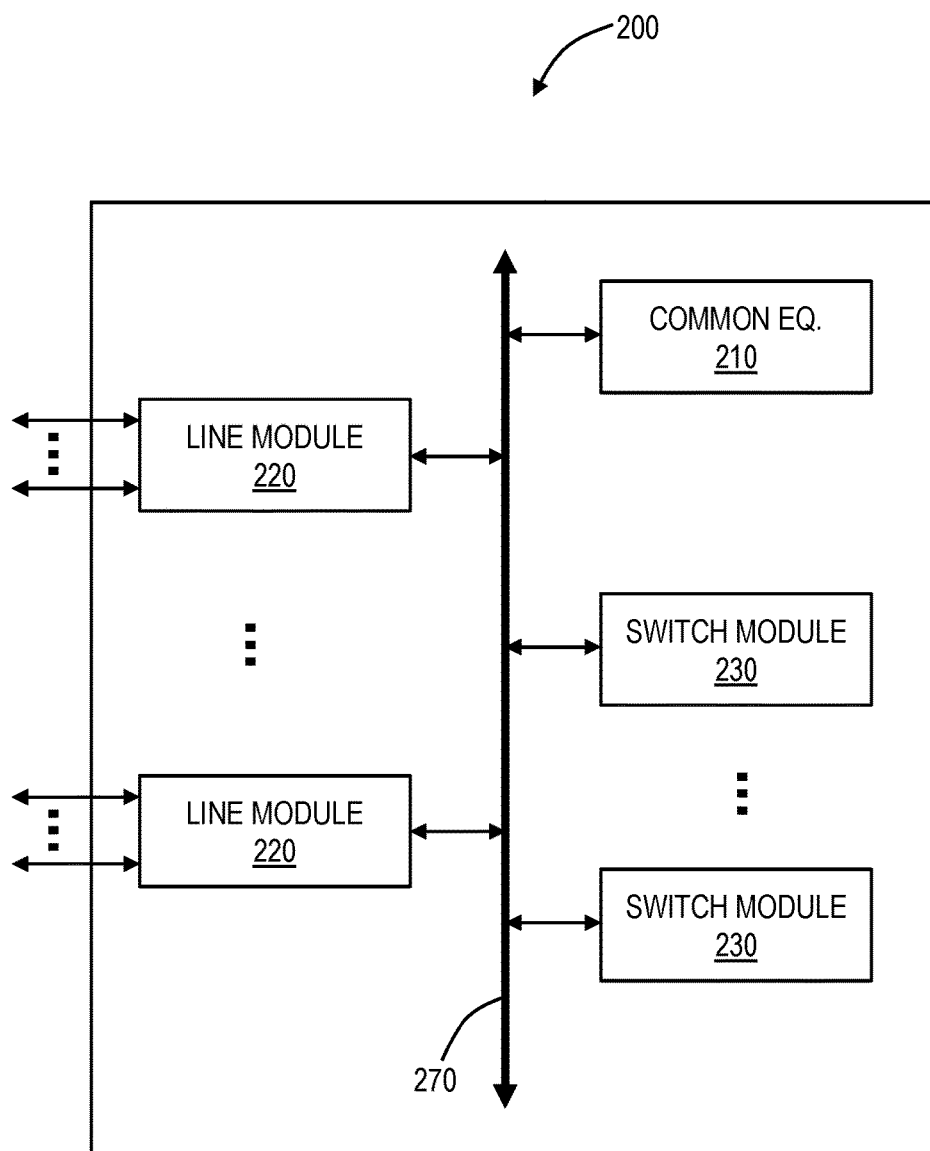 200
COMMON EQ.
210
LINE MODULE
220
SWITCH MODULE
230
LINE MODULE
220
SWITCH MODULE
230
270